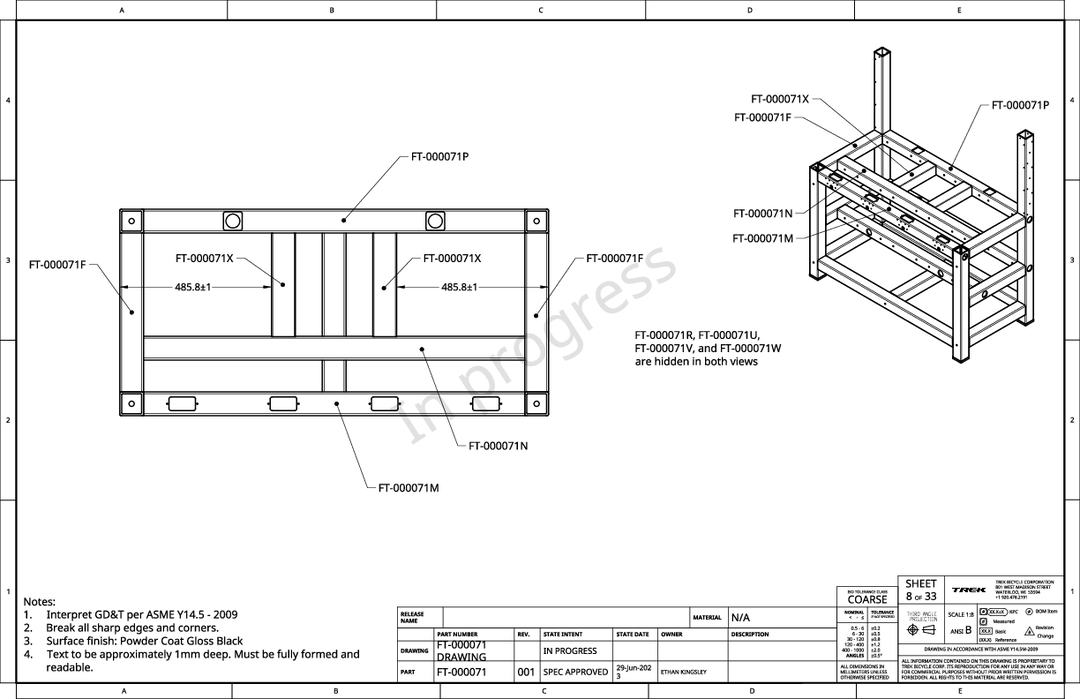 A B C D E
4
3
2
1
4
3
2
1
FT-000071P
FT-000071F
FT-000071X
FT-000071X
FT-000071F
485.8±1
485.8±1
FT-000071N
FT-000071M
In progress
FT-000071X
FT-000071F
FT-000071P
FT-000071N
FT-000071M
FT-000071R, FT-000071U,
FT-000071V, and FT-000071W
are hidden in both views
Notes:
1. Interpret GD&T per ASME Y14.5 - 2009
2. Break all sharp edges and corners.
3. Surface finish: Powder Coat Gloss Black
4. Text to be approximately 1mm deep. Must be fully formed and
readable.
RELEASE
NAME
MATERIAL N/A
PART NUMBER REV. STATE INTENT STATE DATE OWNER DESCRIPTION
DRAWING FT-000071
DRAWING IN PROGRESS
PART FT-000071 001 SPEC APPROVED 29-Jun-202
3 ETHAN KINGSLEY
ISO TOLERANCE CLASS
COARSE
NOMINAL TOLERANCE
0.5 - 6 ±0.2
6 - 30 ±0.5
30 - 120 ±0.8
120 - 400 ±1.2
400 - 1000 ±2.0
ANGLES ±0.5°
ALL DIMENSIONS IN
MILLIMETERS UNLESS
OTHERWISE SPECIFIED
SHEET
8 OF 33
TREK
TREK BICYCLE CORPORATION
801 WEST MADISON STREET
WATERLOO, WI. 53594
+1 920.478.2191
THIRD ANGLE
PROJECTION
SCALE 1:8
ANSI B
XX.XxX KPC
BOM Item
Measured
XX.X Basic
(XX.X) Reference
Revision
Change
DRAWING IN ACCORDANCE WITH ASME Y14.5M-2009
ALL INFORMATION CONTAINED ON THIS DRAWING IS PROPRIETARY TO
TREK BICYCLE CORP. ITS REPRODUCTION FOR ANY USE IN ANY WAY OR
FOR COMMERCIAL PURPOSES WITHOUT PRIOR WRITTEN PERMISSION IS
FORBIDDEN. ALL RIGHTS TO THIS MATERIAL ARE RESERVED.
A B C D E